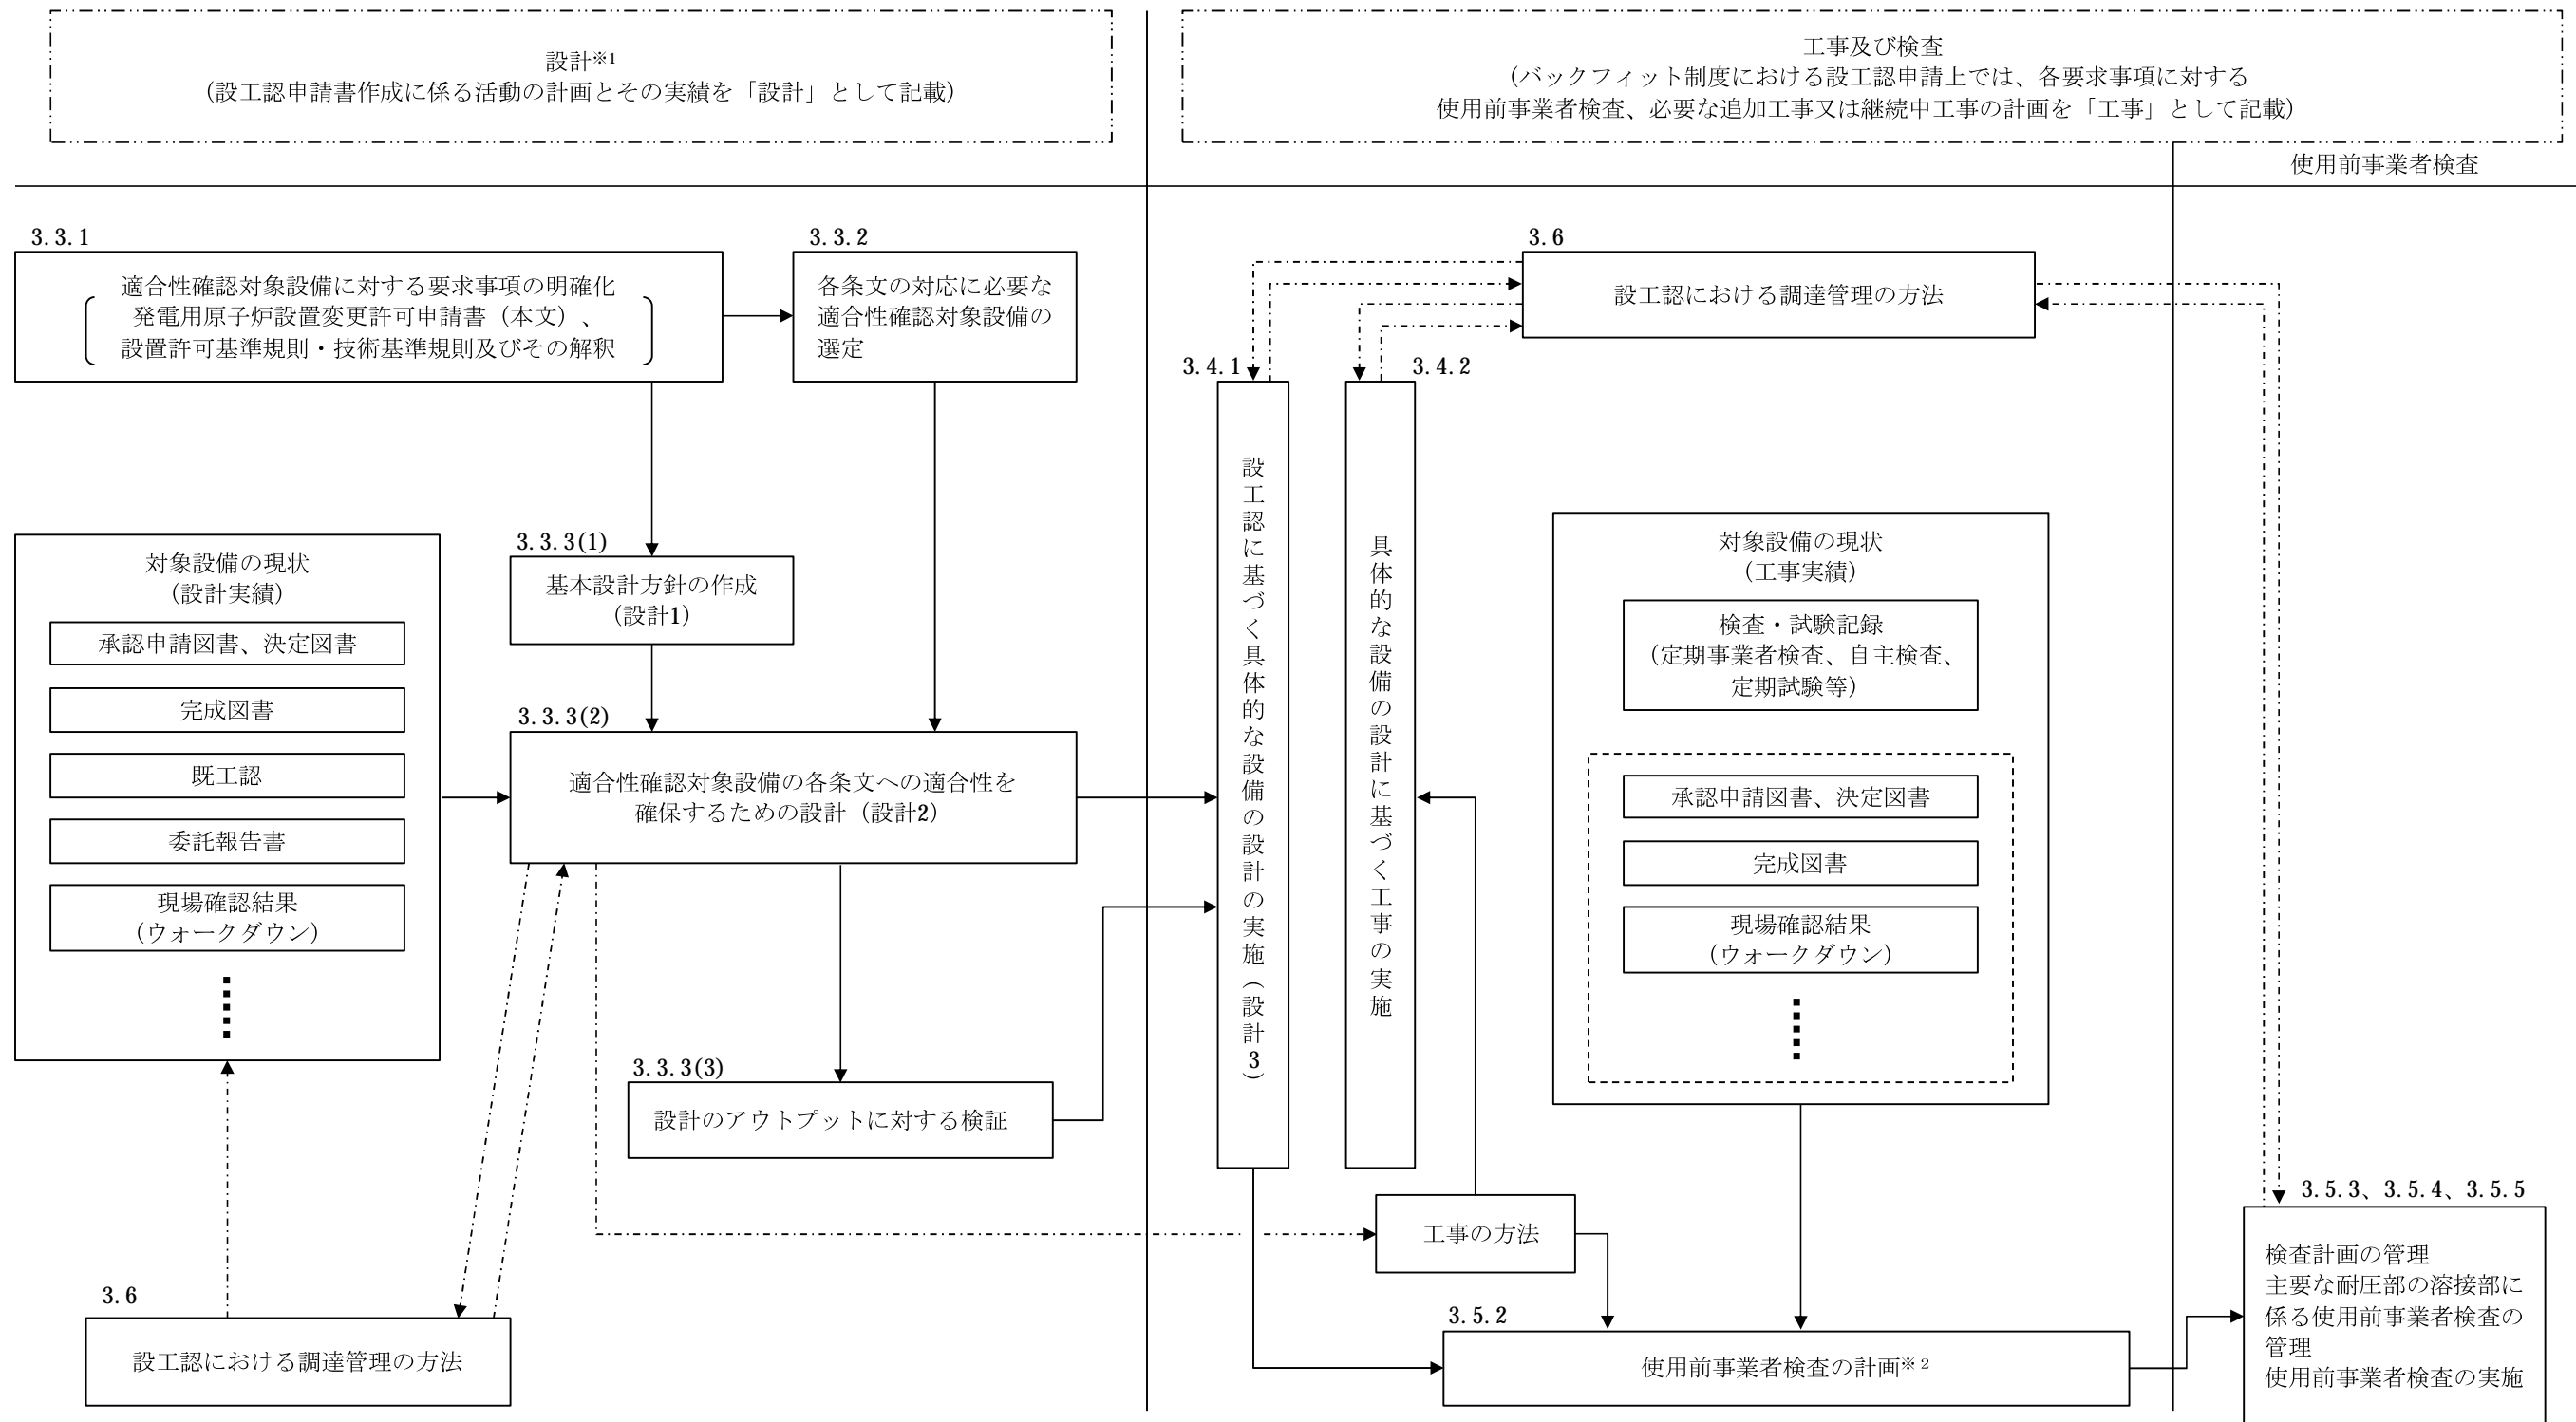 設計※1
（設工認申請書作成に係る活動の計画とその実績を「設計」として記載）
工事及び検査
（バックフィット制度における設工認申請上では、各要求事項に対する
使用前事業者検査、必要な追加工事又は継続中工事の計画を「工事」として記載）
使用前事業者検査
3.3.1
適合性確認対象設備に対する要求事項の明確化
発電用原子炉設置変更許可申請書（本文）、
設置許可基準規則・技術基準規則及びその解釈
3.3.2
各条文の対応に必要な
適合性確認対象設備の
選定
対象設備の現状
（設計実績）
承認申請図書、決定図書
完成図書
既工認
委託報告書
現場確認結果
（ウォークダウン）
3.3.3(1)
基本設計方針の作成
（設計1）
3.3.3(2)
適合性確認対象設備の各条文への適合性を
確保するための設計（設計2）
3.3.3(3)
設計のアウトプットに対する検証
3.6
設工認における調達管理の方法
3.6
設工認における調達管理の方法
3.4.1
設工認に基づく具体的な設備の設計の実施（設計3）
3.4.2
具体的な設備の設計に基づく工事の実施
対象設備の現状
（工事実績）
検査・試験記録
（定期事業者検査、自主検査、
定期試験等）
承認申請図書、決定図書
完成図書
現場確認結果
（ウォークダウン）
工事の方法
3.5.2
使用前事業者検査の計画※2
3.5.3、3.5.4、3.5.5
検査計画の管理
主要な耐圧部の溶接部に
係る使用前事業者検査の
管理
使用前事業者検査の実施